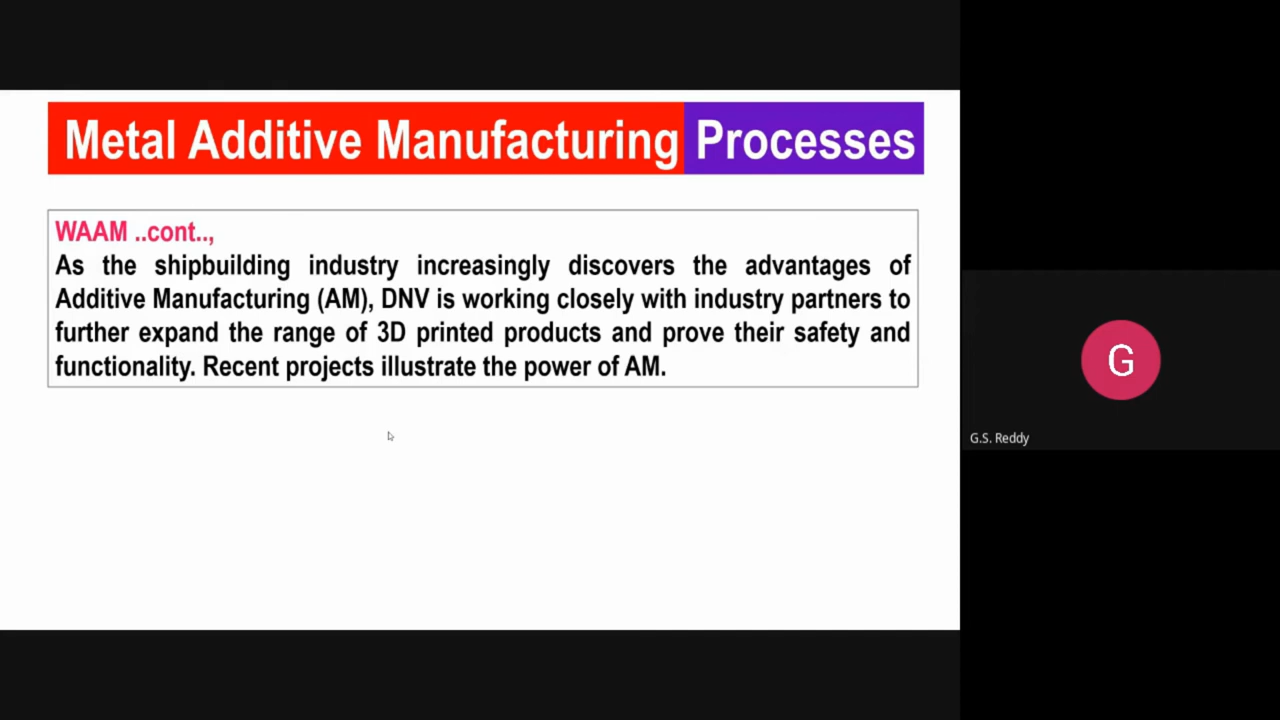 Metal Additive Manufacturing Processes
WAAM ..cont..,
As the shipbuilding industry increasingly discovers the advantages of
Additive Manufacturing (AM), DNV is working closely with industry partners to
further expand the range of 3D printed products and prove their safety and
functionality. Recent projects illustrate the power of AM.
G
G.S. Reddy